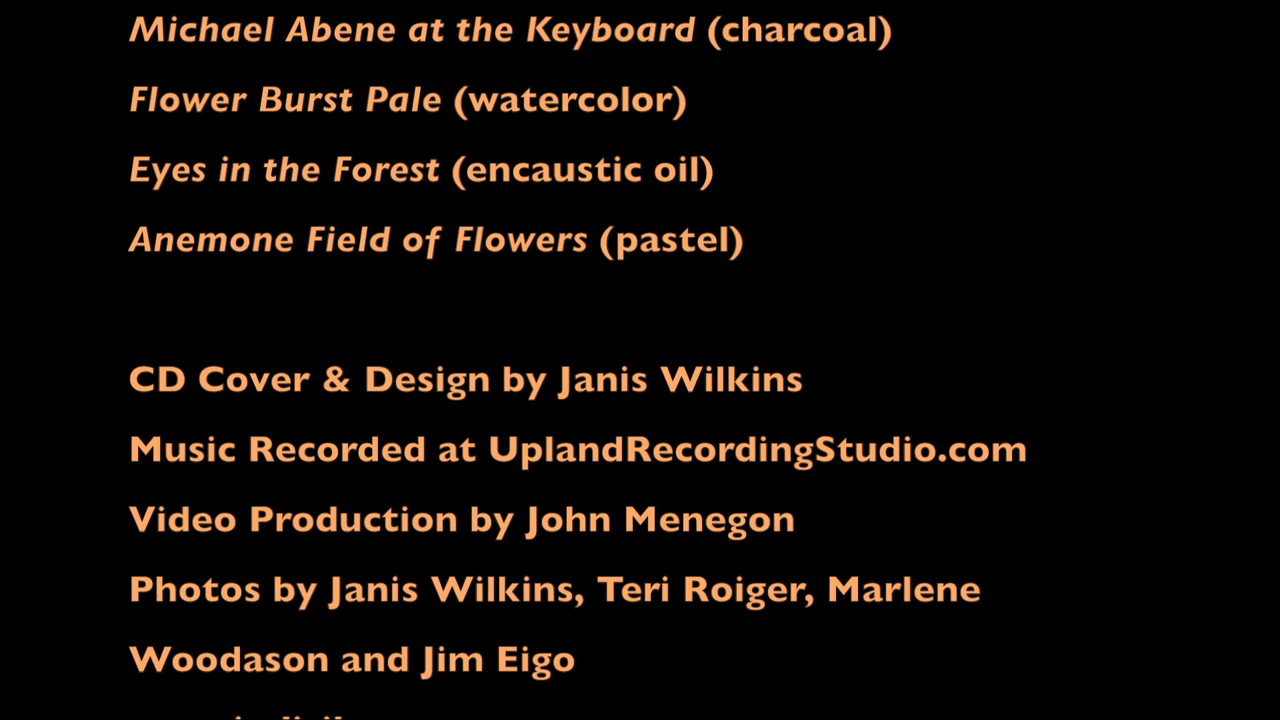 Michael Abene at the Keyboard (charcoal)
Flower Burst Pale (watercolor)
Eyes in the Forest (encaustic oil)
Anemone Field of Flowers (pastel)
CD Cover & Design by Janis Wilkins
Music Recorded at UplandRecordingStudio.com
Video Production by John Menegon
Photos by Janis Wilkins, Teri Roiger, Marlene
Woodason and Jim Eigo